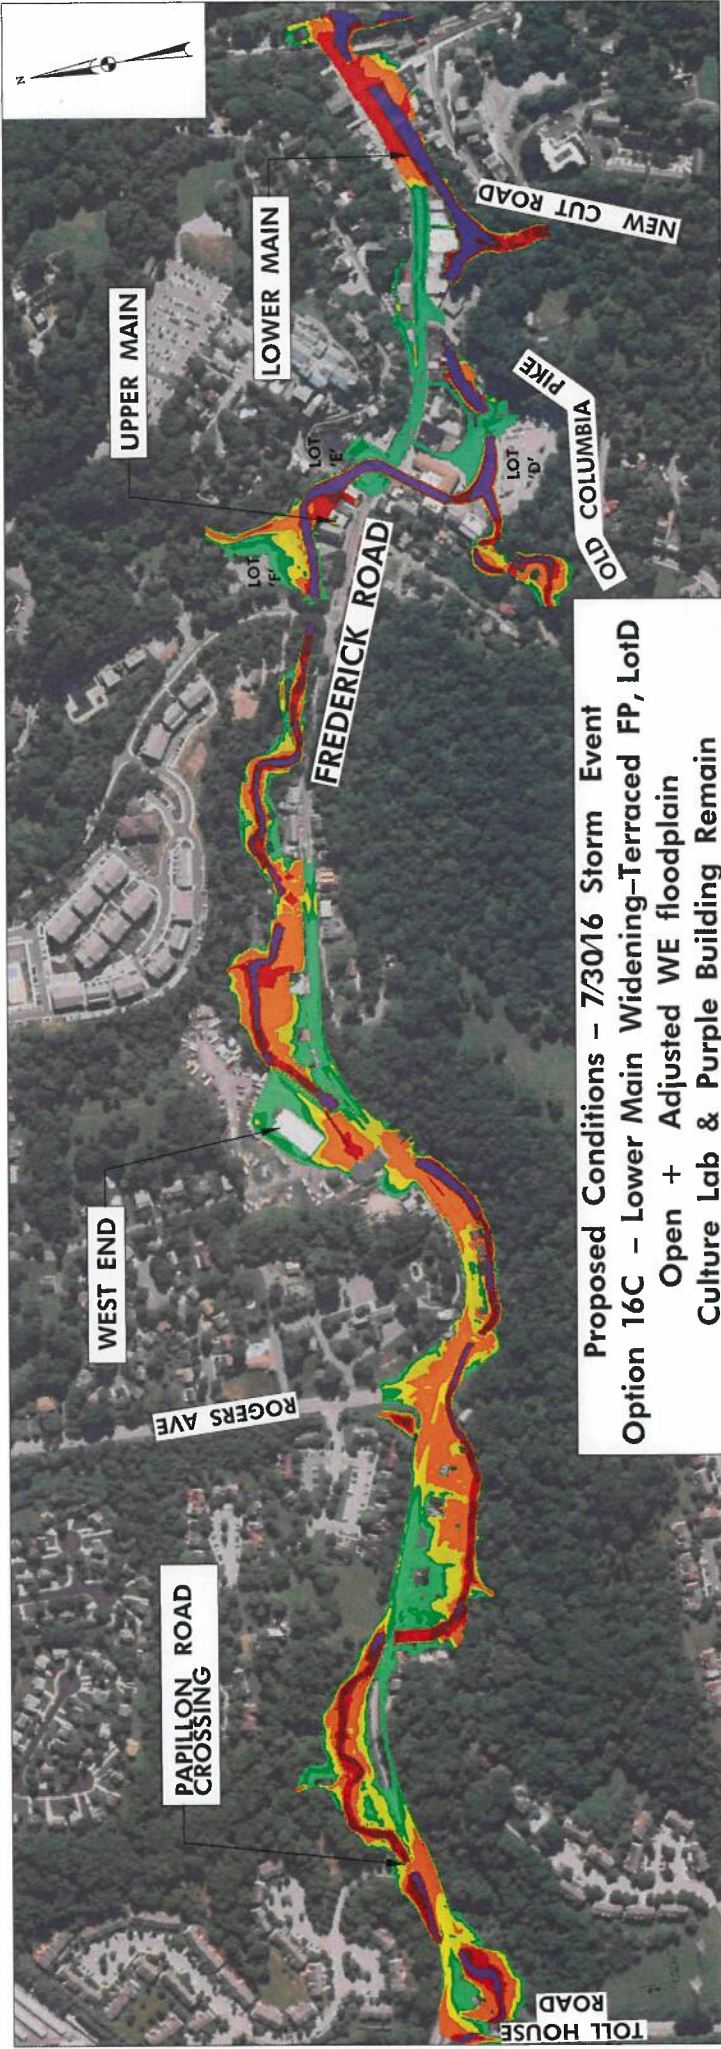 N
TOLL HOUSE
ROAD
PAPILLON ROAD
CROSSING
ROGERS AVE
WEST END
FREDERICK ROAD
LOT
'F'
UPPER MAIN
LOT
'E'
LOT
'D'
OLD COLUMBIA
PIKE
LOWER MAIN
NEW CUT ROAD
Proposed Conditions - 7/30/16 Storm Event
Option 16C - Lower Main Widening-Terraced FP, LotD
Open + Adjusted WE floodplain
Culture Lab & Purple Building Remain